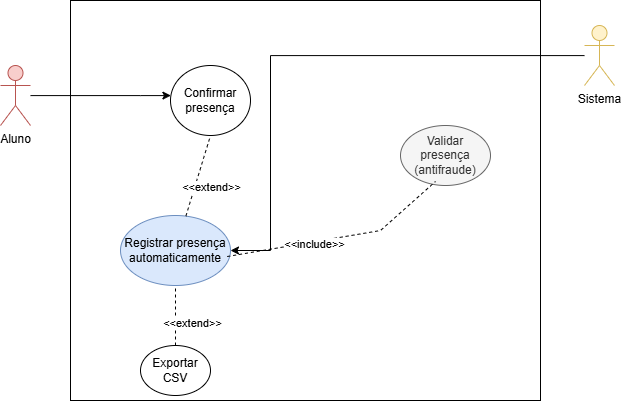 Confirmar
presença
Sistema
Aluno
Validar
presença
(antifraude)
<<extend>>
Registrar presença
automaticamente
<<include>>
<<extend>>
Exportar
CSV